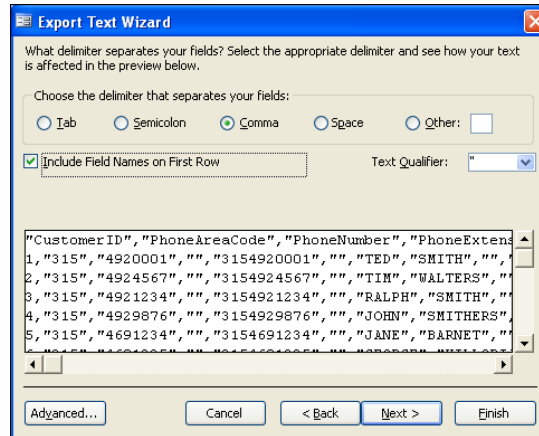 Export Text Wizard
What delimiter separates your fields? Select the appropriate delimiter and see how your text
is affected in the preview below.
Choose the delimiter that separates your fields:
Tab Semicolon Comma Space Other:
Include Field Names on First Row Text Qualifier: "
"CustomerID","PhoneAreaCode","PhoneNumber","PhoneExtens
1,"315","4920001","","3154920001","","TED","SMITH","","
2,"315","4924567","","3154924567","","TIM","WALTERS",""
3,"315","4921234","","3154921234","","RALPH","SMITH",""
4,"315","4929876","","3154929876","","JOHN","SMITHERS",
5,"315","4691234","","3154691234","","JANE","BARNET",""
Advanced... Cancel < Back Next > Finish